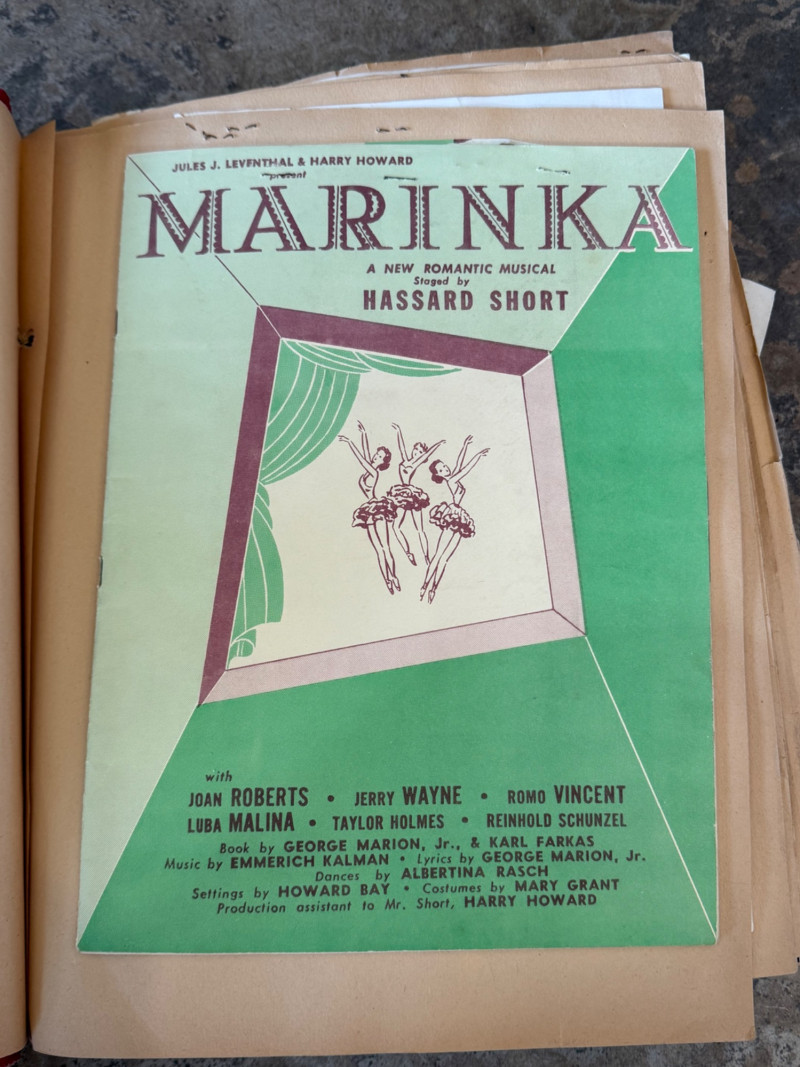 JULES J. LEVENTHAL & HARRY HOWARD
present
MARINKA
A NEW ROMANTIC MUSICAL
Staged by
HASSARD SHORT
with
JOAN ROBERTS • JERRY WAYNE • ROMO VINCENT
LUBA MALINA • TAYLOR HOLMES • REINHOLD SCHUNZEL
Book by GEORGE MARION, Jr., & KARL FARKAS
Music by EMMERICH KALMAN • Lyrics by GEORGE MARION, Jr.
Dances by ALBERTINA RASCH
Settings by HOWARD BAY • Costumes by MARY GRANT
Production assistant to Mr. Short, HARRY HOWARD